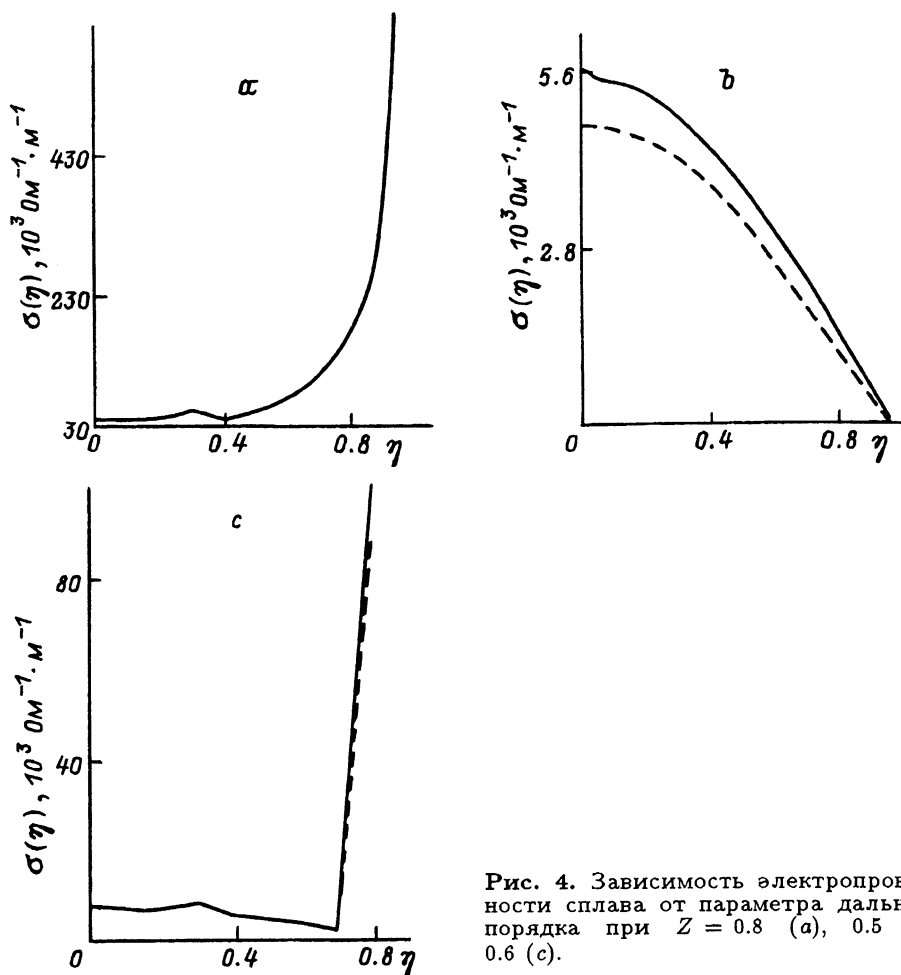 a
σ(η), 10³ Ом⁻¹·м⁻¹
430
230
30
0
0.4
0.8
η
b
σ(η), 10³ Ом⁻¹·м⁻¹
5.6
2.8
0
0.4
0.8
η
c
σ(η), 10³ Ом⁻¹·м⁻¹
80
40
0
0.4
0.8
η
Рис. 4. Зависимость электропров
ности сплава от параметра дальн
порядка при Z = 0.8 (a), 0.5
0.6 (c).